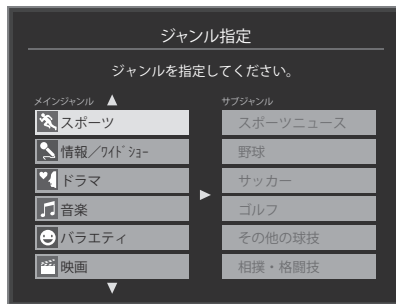 ジャンル指定
ジャンルを指定してください。
メインジャンル
スポーツ
情報／ﾜｲﾄﾞｼｮｰ
ドラマ
音楽
バラエティ
映画
サブジャンル
スポーツニュース
野球
サッカー
ゴルフ
その他の球技
相撲・格闘技